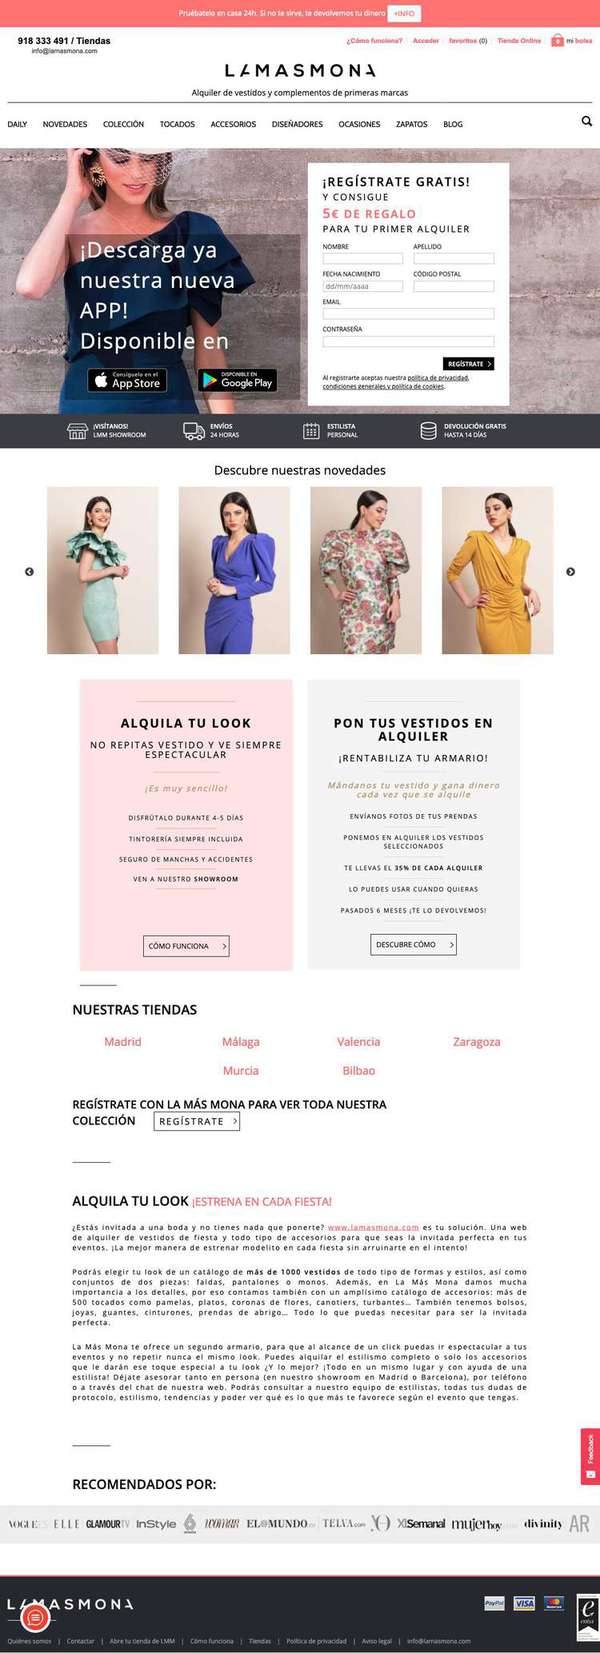 Pruébatelo en casa 24h. Si no te sirve, te devolvemos tu dinero +INFO
918 333 491 / Tiendas
info@lamasmona.com
¿Cómo funciona? Acceder favoritos (0) Tienda Online 0 mi bolsa
LAMASMONA
Alquiler de vestidos y complementos de primeras marcas
DAILY NOVEDADES COLECCIÓN TOCADOS ACCESORIOS DISEÑADORES OCASIONES ZAPATOS BLOG
¡Descarga ya
nuestra nueva
APP!
Disponible en
Consíguelo en el
App Store
DISPONIBLE EN
Google Play
¡REGÍSTRATE GRATIS!
Y CONSIGUE
5€ DE REGALO
PARA TU PRIMER ALQUILER
NOMBRE APELLIDO
FECHA NACIMIENTO CÓDIGO POSTAL
dd/mm/aaaa
EMAIL
CONTRASEÑA
REGÍSTRATE
Al registrarte aceptas nuestra política de privacidad,
condiciones generales y política de cookies.
¡VISÍTANOS!
LMM SHOWROOM
ENVÍOS
24 HORAS
ESTILISTA
PERSONAL
DEVOLUCIÓN GRATIS
HASTA 14 DÍAS
Descubre nuestras novedades
ALQUILA TU LOOK
NO REPITAS VESTIDO Y VE SIEMPRE
ESPECTACULAR
¡Es muy sencillo!
DISFRÚTALO DURANTE 4-5 DÍAS
TINTORERÍA SIEMPRE INCLUIDA
SEGURO DE MANCHAS Y ACCIDENTES
VEN A NUESTRO SHOWROOM
CÓMO FUNCIONA
PON TUS VESTIDOS EN
ALQUILER
¡RENTABILIZA TU ARMARIO!
Mándanos tu vestido y gana dinero
cada vez que se alquile
ENVÍANOS FOTOS DE TUS PRENDAS
PONEMOS EN ALQUILER LOS VESTIDOS
SELECCIONADOS
TE LLEVAS EL 35% DE CADA ALQUILER
LO PUEDES USAR CUANDO QUIERAS
PASADOS 6 MESES ¡TE LO DEVOLVEMOS!
DESCUBRE CÓMO
NUESTRAS TIENDAS
Madrid Málaga Valencia Zaragoza
Murcia Bilbao
REGÍSTRATE CON LA MÁS MONA PARA VER TODA NUESTRA
COLECCIÓN REGÍSTRATE
ALQUILA TU LOOK ¡ESTRENA EN CADA FIESTA!
¿Estás invitada a una boda y no tienes nada que ponerte? www.lamasmona.com es tu solución. Una web
de alquiler de vestidos de fiesta y todo tipo de accesorios para que seas la invitada perfecta en tus
eventos. ¡La mejor manera de estrenar modelito en cada fiesta sin arruinarte en el intento!
Podrás elegir tu look de un catálogo de más de 1000 vestidos de todo tipo de formas y estilos, así como
conjuntos de dos piezas: faldas, pantalones o monos. Además, en La Más Mona damos mucha
importancia a los detalles, por eso contamos también con un amplísimo catálogo de accesorios: más de
500 tocados como pamelas, platos, coronas de flores, canotiers, turbantes... También tenemos bolsos,
joyas, guantes, cinturones, prendas de abrigo... Todo lo que puedas necesitar para ser la invitada
perfecta.
La Más Mona te ofrece un segundo armario, para que al alcance de un click puedas ir espectacular a tus
eventos y no repetir nunca el mismo look. Puedes alquilar el estilismo completo o solo los accesorios
que le darán ese toque especial a tu look ¿Y lo mejor? ¡Todo en un mismo lugar y con ayuda de una
estilista! Déjate asesorar tanto en persona (en nuestro showroom en Madrid o Barcelona), por teléfono
o a través del chat de nuestra web. Podrás consultar a nuestro equipo de estilistas, todas tus dudas de
protocolo, estilismo, tendencias y poder ver qué es lo que más te favorece según el evento que tengas.
Feedback
RECOMENDADOS POR:
VOGUE ELLE GLAMOUR InStyle 6 woman EL MUNDO TELVA.com YO XLSemanal mujerhoy divinity AR
LAMASMONA
PayPal VISA MasterCard
Quiénes somos | Contactar | Abre tu tienda de LMM | Cómo funciona | Tiendas | Política de privacidad | Aviso legal | info@lamasmona.com